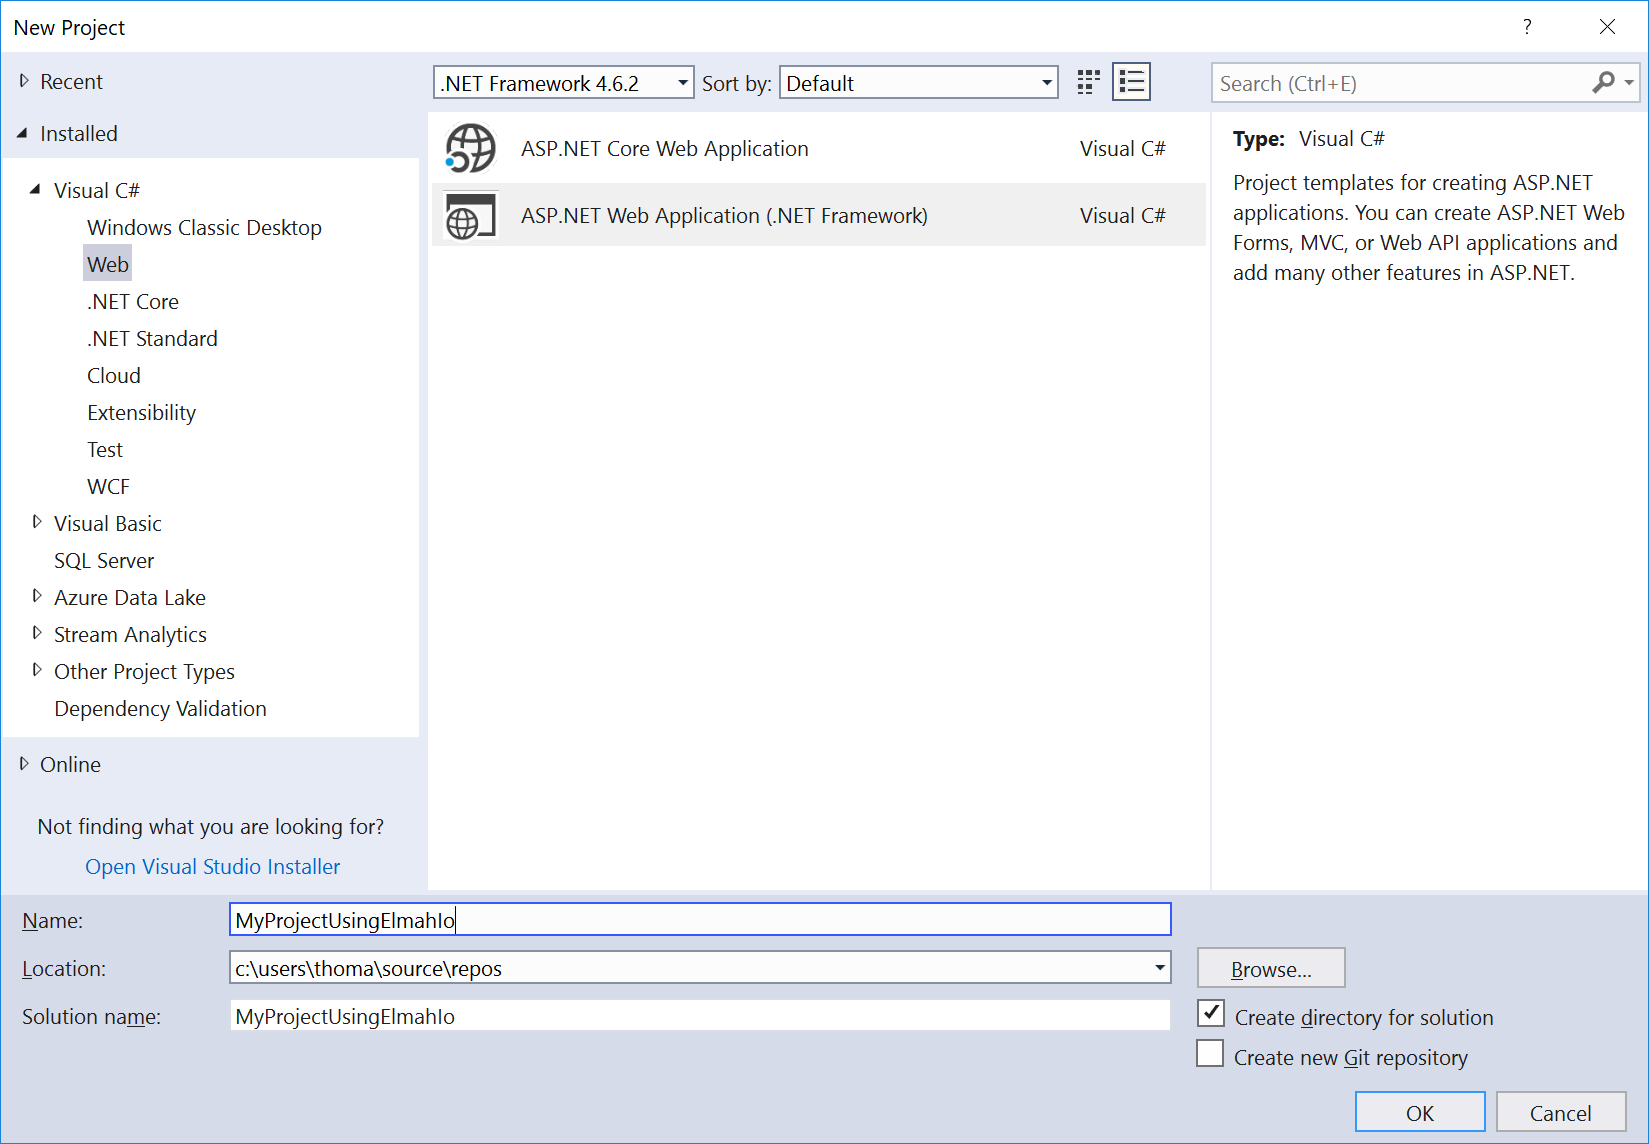 New Project
?
Recent
Installed
Visual C#
Windows Classic Desktop
Web
.NET Core
.NET Standard
Cloud
Extensibility
Test
WCF
Visual Basic
SQL Server
Azure Data Lake
Stream Analytics
Other Project Types
Dependency Validation
Online
Not finding what you are looking for?
Open Visual Studio Installer
.NET Framework 4.6.2
Sort by: Default
ASP.NET Core Web Application Visual C#
ASP.NET Web Application (.NET Framework) Visual C#
Search (Ctrl+E)
Type: Visual C#
Project templates for creating ASP.NET
applications. You can create ASP.NET Web
Forms, MVC, or Web API applications and
add many other features in ASP.NET.
Name: MyProjectUsingElmahIo
Location: c:\users\thoma\source\repos
Browse...
Solution name: MyProjectUsingElmahIo
Create directory for solution
Create new Git repository
OK
Cancel